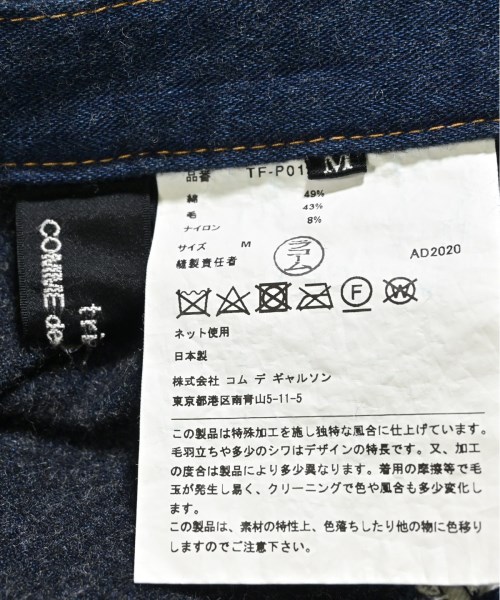 品番 TF-P01
M
綿 49%
毛 43%
ナイロン 8%
サイズ M
縫製責任者
AD2020
F
W
ネット使用
日本製
株式会社 コム デ ギャルソン
東京都港区南青山5-11-5
この製品は特殊加工を施し独特な風合に仕上げています。
毛羽立ちや多少のシワはデザインの特長です。又、加工
の度合は製品により多少異なります。着用の摩擦等で毛
玉が発生し易く、クリーニングで色や風合も多少変化し
ます。
この製品は、素材の特性上、色落ちしたり他の物に色移り
しますのでご注意下さい。
tri
COMME de